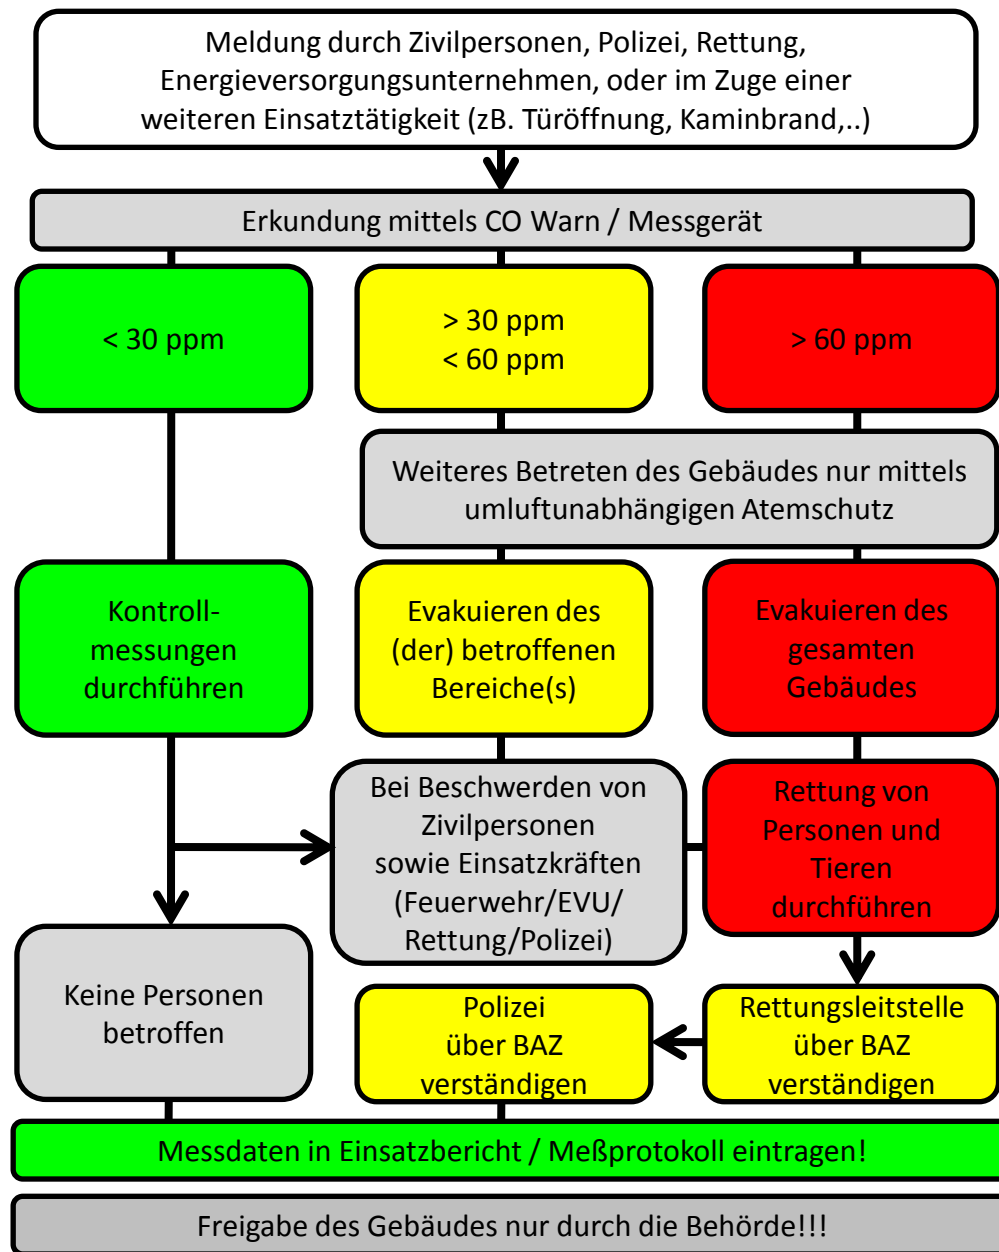 Meldung durch Zivilpersonen, Polizei, Rettung,
Energieversorgungsunternehmen, oder im Zuge einer
weiteren Einsatztätigkeit (zB. Türöffnung, Kaminbrand,..)
Erkundung mittels CO Warn / Messgerät
< 30 ppm
> 30 ppm
< 60 ppm
> 60 ppm
Weiteres Betreten des Gebäudes nur mittels
umluftunabhängigen Atemschutz
Kontroll-
messungen
durchführen
Evakuieren des
(der) betroffenen
Bereiche(s)
Evakuieren des
gesamten
Gebäudes
Bei Beschwerden von
Zivilpersonen
sowie Einsatzkräften
(Feuerwehr/EVU/
Rettung/Polizei)
Rettung von
Personen und
Tieren
durchführen
Keine Personen
betroffen
Polizei
über BAZ
verständigen
Rettungsleitstelle
über BAZ
verständigen
Messdaten in Einsatzbericht / Meßprotokoll eintragen!
Freigabe des Gebäudes nur durch die Behörde!!!